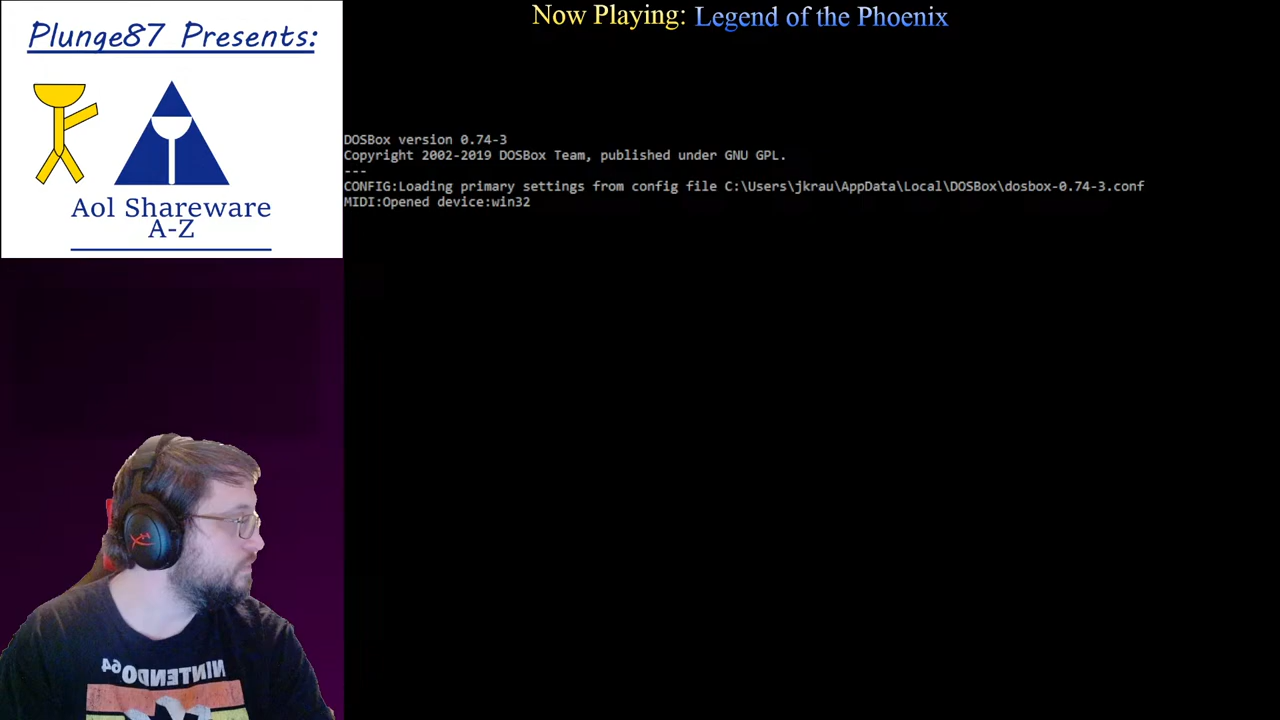 Plunge87 Presents:
Aol Shareware
A-Z
Now Playing: Legend of the Phoenix
DOSBox version 0.74-3
Copyright 2002-2019 DOSBox Team, published under GNU GPL.
---
CONFIG:Loading primary settings from config file C:\Users\jkrau\AppData\Local\DOSBox\dosbox-0.74-3.conf
MIDI:Opened device:win32
NINTENDO64